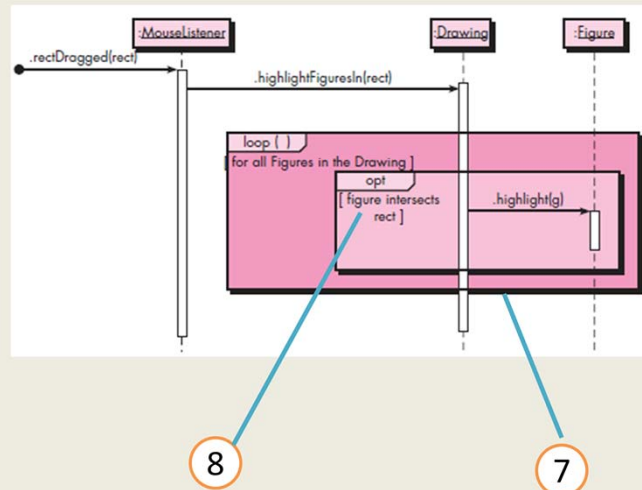 :MouseListener
:Drawing
:Figure
.rectDragged(rect)
.highlightFiguresIn(rect)
loop ( )
[ for all Figures in the Drawing ]
opt
[ figure intersects
rect ]
.highlight(g)
8
7